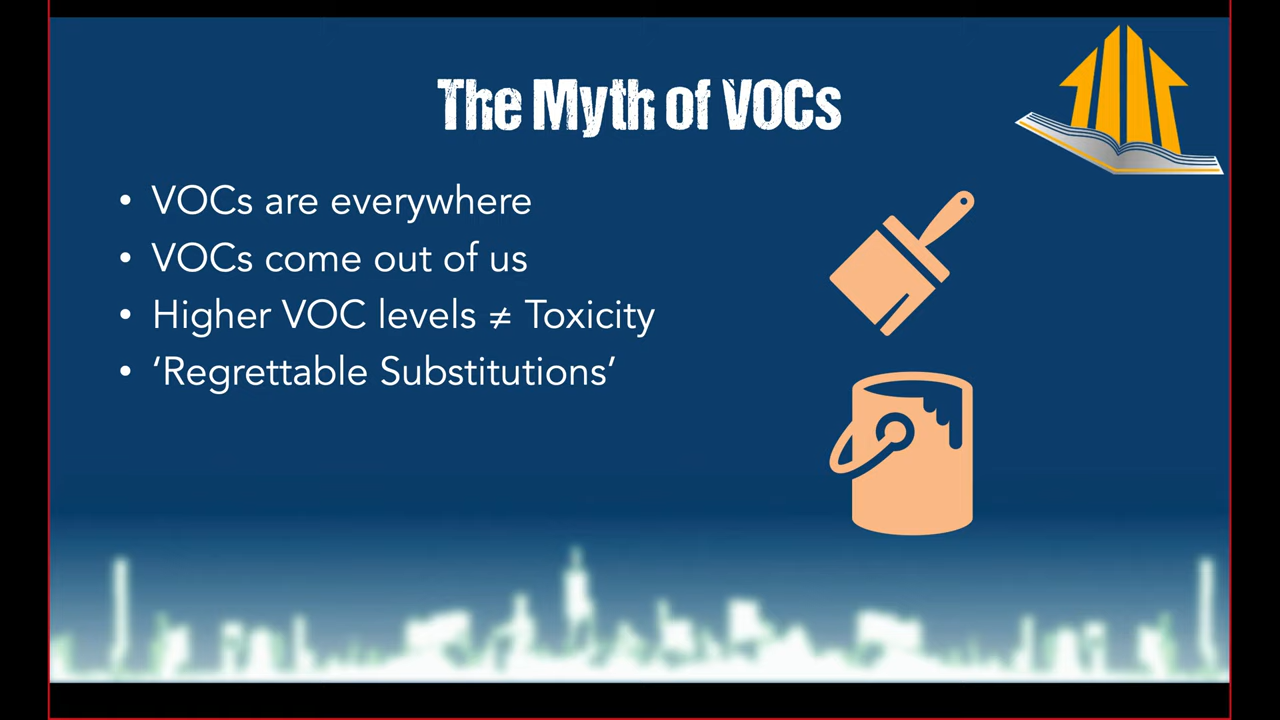 The Myth of VOCs
• VOCs are everywhere
• VOCs come out of us
• Higher VOC levels ≠ Toxicity
• ‘Regrettable Substitutions’